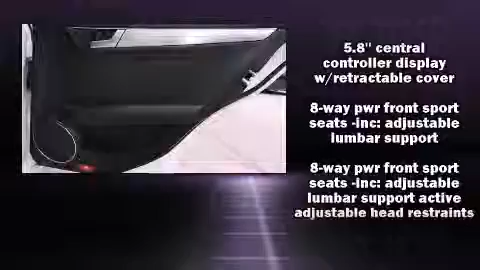 5.8" central
controller display
w/retractable cover
8-way pwr front sport
seats -inc: adjustable
lumbar support
8-way pwr front sport
seats -inc: adjustable
lumbar support active
adjustable head restraints